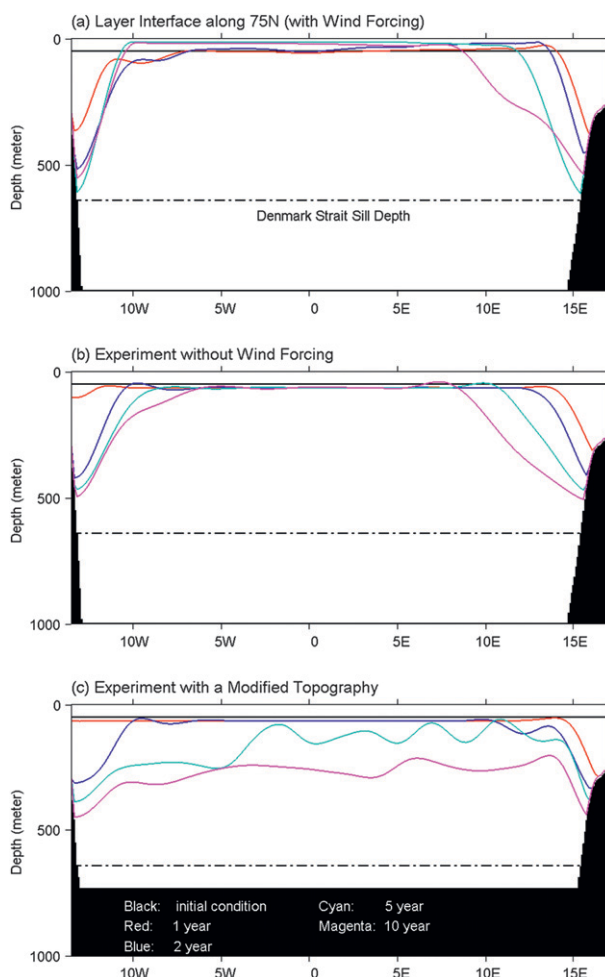 (a) Layer Interface along 75N (with Wind Forcing)
0
500
1000
Depth (meter)
Denmark Strait Sill Depth
10W 5W 0 5E 10E 15E
(b) Experiment without Wind Forcing
0
500
1000
Depth (meter)
10W 5W 0 5E 10E 15E
(c) Experiment with a Modified Topography
0
500
1000
Depth (meter)
Black: initial condition Cyan: 5 year
Red: 1 year Magenta: 10 year
Blue: 2 year
10W 5W 0 5E 10E 15E